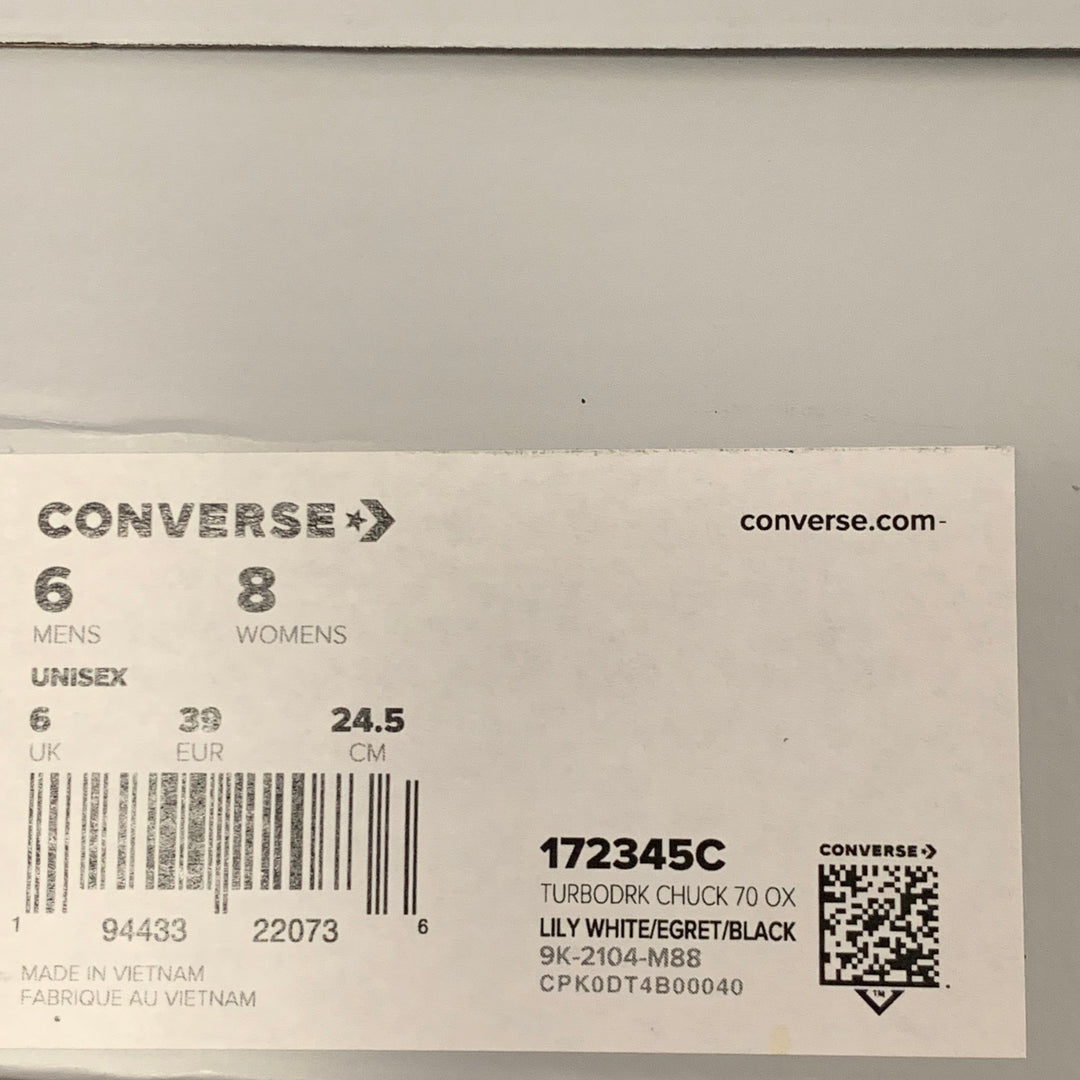 CONVERSE
converse.com
6 8
MENS WOMENS
UNISEX
6 39 24.5
UK EUR CM
1 94433 22073 6
MADE IN VIETNAM
FABRIQUE AU VIETNAM
172345C
TURBODRK CHUCK 70 OX
LILY WHITE/EGRET/BLACK
9K-2104-M88
CPK0DT4B00040
CONVERSE
TM